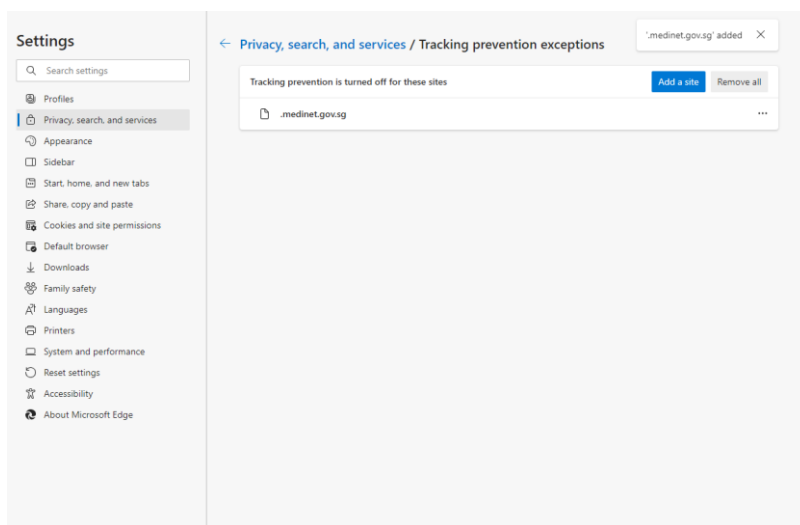 Settings
Search settings
Profiles
Privacy, search, and services
Appearance
Sidebar
Start, home, and new tabs
Share, copy and paste
Cookies and site permissions
Default browser
Downloads
Family safety
Languages
Printers
System and performance
Reset settings
Accessibility
About Microsoft Edge
Privacy, search, and services / Tracking prevention exceptions
'.medinet.gov.sg' added
Tracking prevention is turned off for these sites
Add a site
Remove all
.medinet.gov.sg